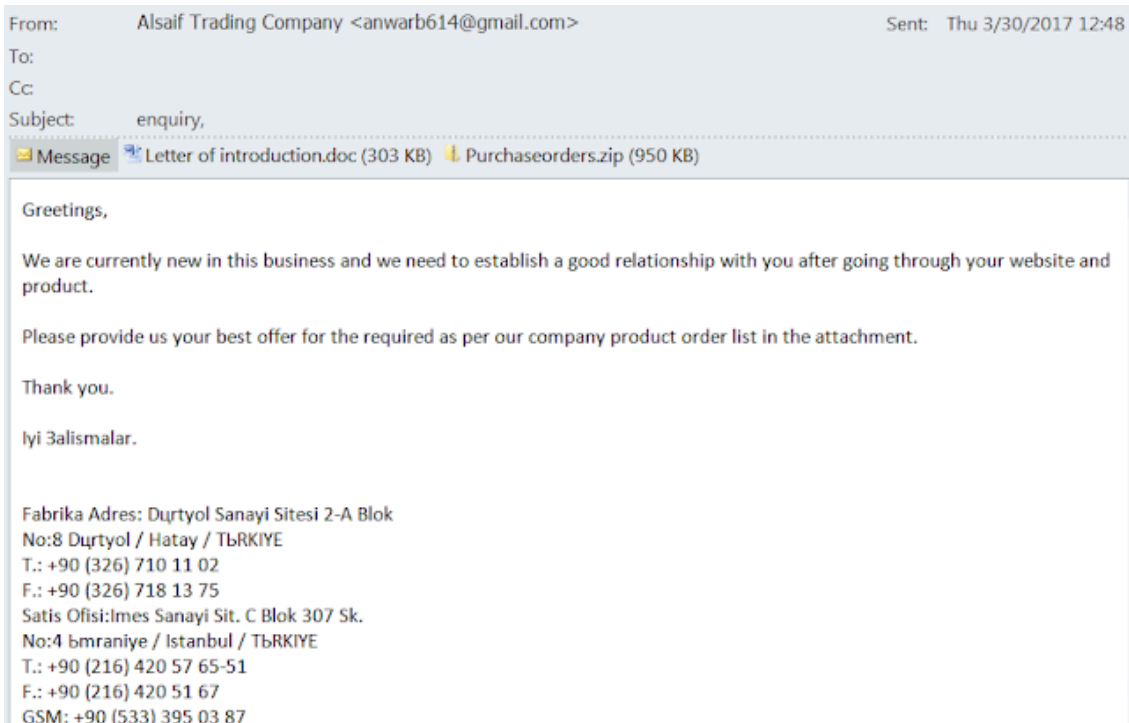 From: Alsaif Trading Company <anwarb614@gmail.com> Sent: Thu 3/30/2017 12:48
To:
Cc:
Subject: enquiry,
Message Letter of introduction.doc (303 KB) Purchaseorders.zip (950 KB)
Greetings,
We are currently new in this business and we need to establish a good relationship with you after going through your website and
product.
Please provide us your best offer for the required as per our company product order list in the attachment.
Thank you.
Iyi Зalismalar.
Fabrika Adres: Dцrtyol Sanayi Sitesi 2-A Blok
No:8 Dцrtyol / Hatay / TЬRKIYE
T.: +90 (326) 710 11 02
F.: +90 (326) 718 13 75
Satis Ofisi:Imes Sanayi Sit. C Blok 307 Sk.
No:4 Ьmraniye / Istanbul / TЬRKIYE
T.: +90 (216) 420 57 65-51
F.: +90 (216) 420 51 67
GSM: +90 (533) 395 03 87